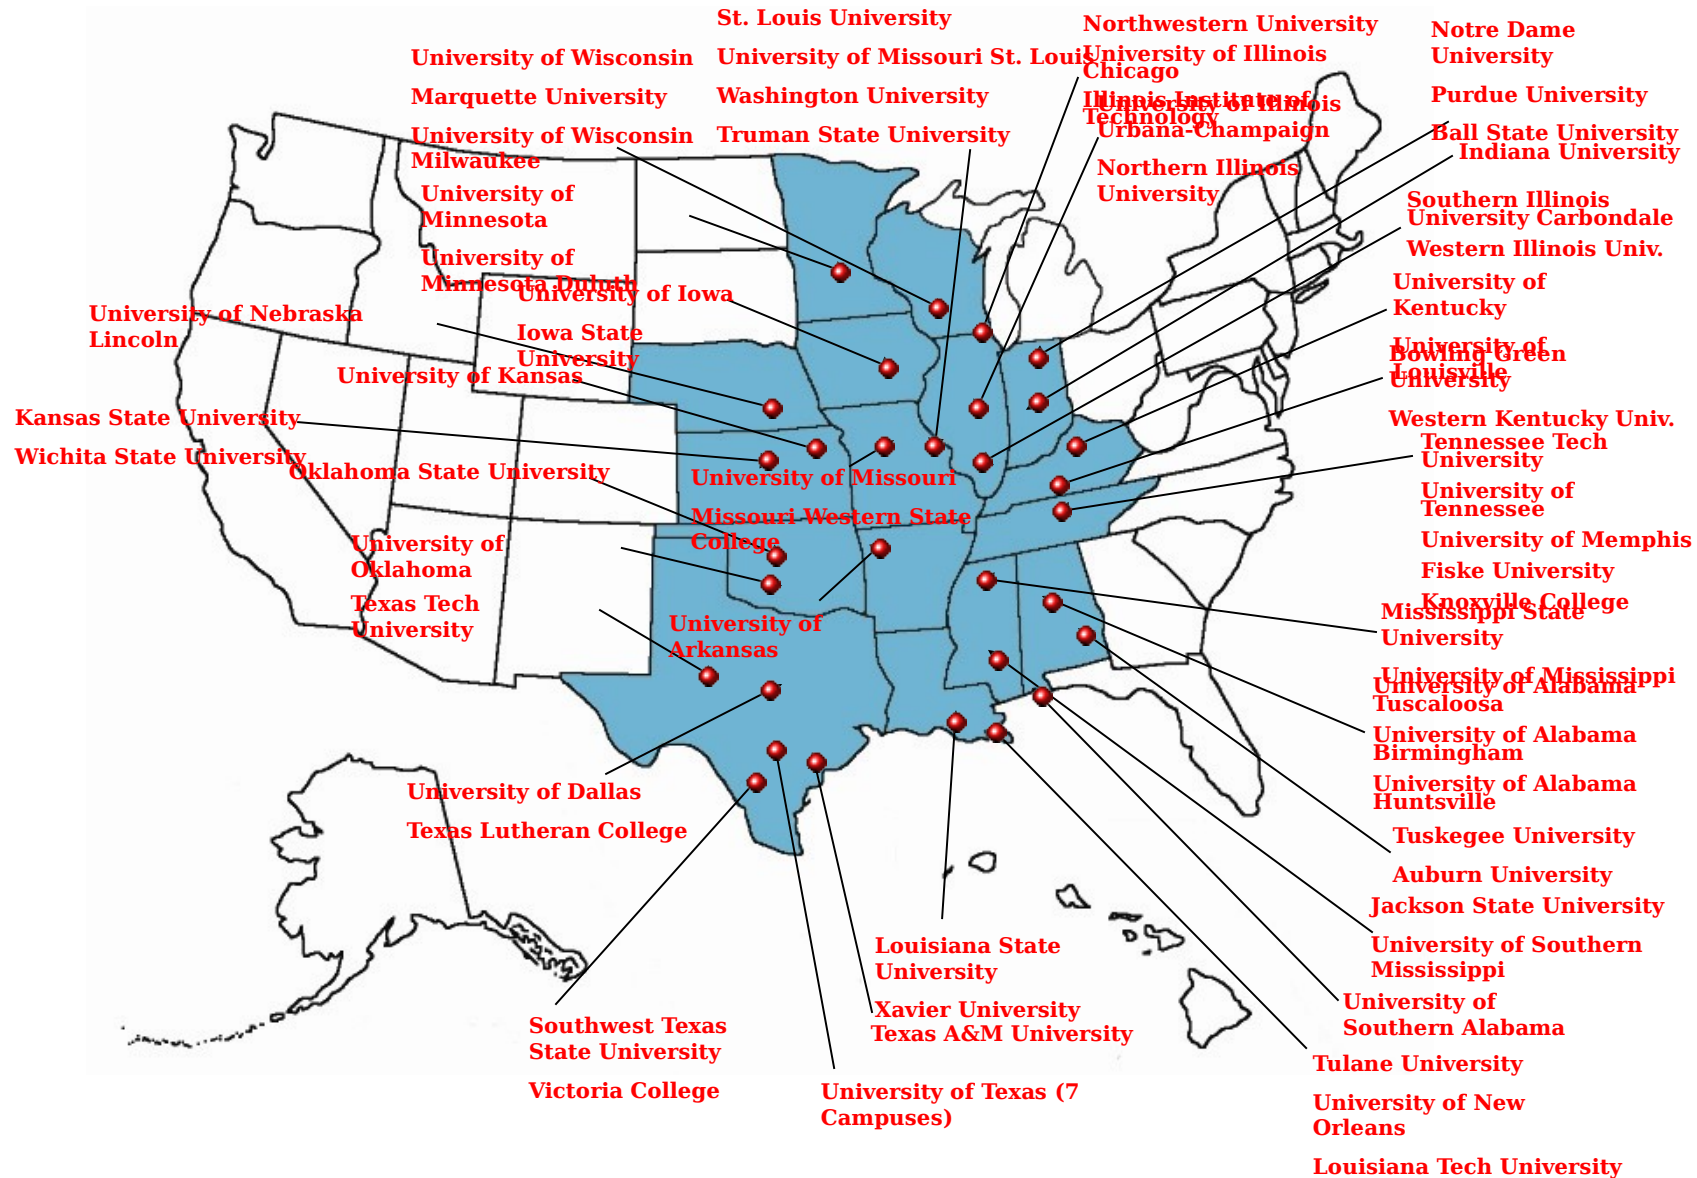 St. Louis University
University of Missouri St. Louis
Washington University
Truman State University
University of Wisconsin
Marquette University
University of Wisconsin
Milwaukee
Northwestern University
University of Illinois
Chicago
Illinois Institute of
Technology
University of Illinois
Urbana-Champaign
Northern Illinois
University
Notre Dame
University
Purdue University
Ball State University
Indiana University
Southern Illinois
University Carbondale
Western Illinois Univ.
University of
Minnesota
University of
Minnesota Duluth
University of Iowa
Iowa State
University
University of Nebraska
Lincoln
University of Kansas
Kansas State University
Wichita State University
Oklahoma State University
University of Missouri
Missouri Western State
College
University of
Kentucky
University of
Louisville
Bowling Green
University
Western Kentucky Univ.
Tennessee Tech
University
University of
Tennessee
University of Memphis
Fiske University
Knoxville College
University of
Oklahoma
Texas Tech
University
University of
Arkansas
Mississippi State
University
University of Mississippi
University of Alabama
Tuscaloosa
University of Alabama
Birmingham
University of Alabama
Huntsville
Tuskegee University
Auburn University
University of Dallas
Texas Lutheran College
Jackson State University
University of Southern
Mississippi
Louisiana State
University
Xavier University
Texas A&M University
University of
Southern Alabama
Southwest Texas
State University
Victoria College
University of Texas (7
Campuses)
Tulane University
University of New
Orleans
Louisiana Tech University